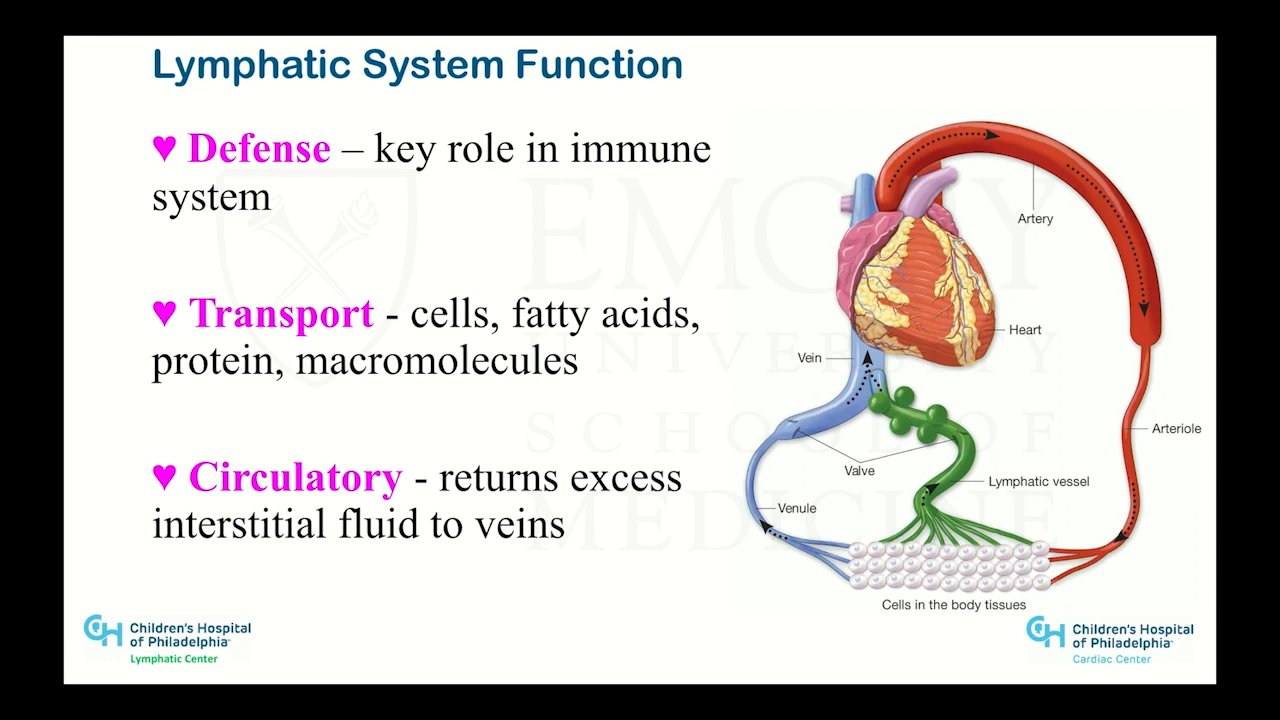 Lymphatic System Function
♥ Defense – key role in immune
system
♥ Transport - cells, fatty acids,
protein, macromolecules
♥ Circulatory - returns excess
interstitial fluid to veins
Artery
Heart
Vein
Arteriole
Valve
Lymphatic vessel
Venule
Cells in the body tissues
EMORY
UNIVERSITY
SCHOOL OF
MEDICINE
CH Children's Hospital
of Philadelphia
Lymphatic Center
CH Children's Hospital
of Philadelphia
Cardiac Center